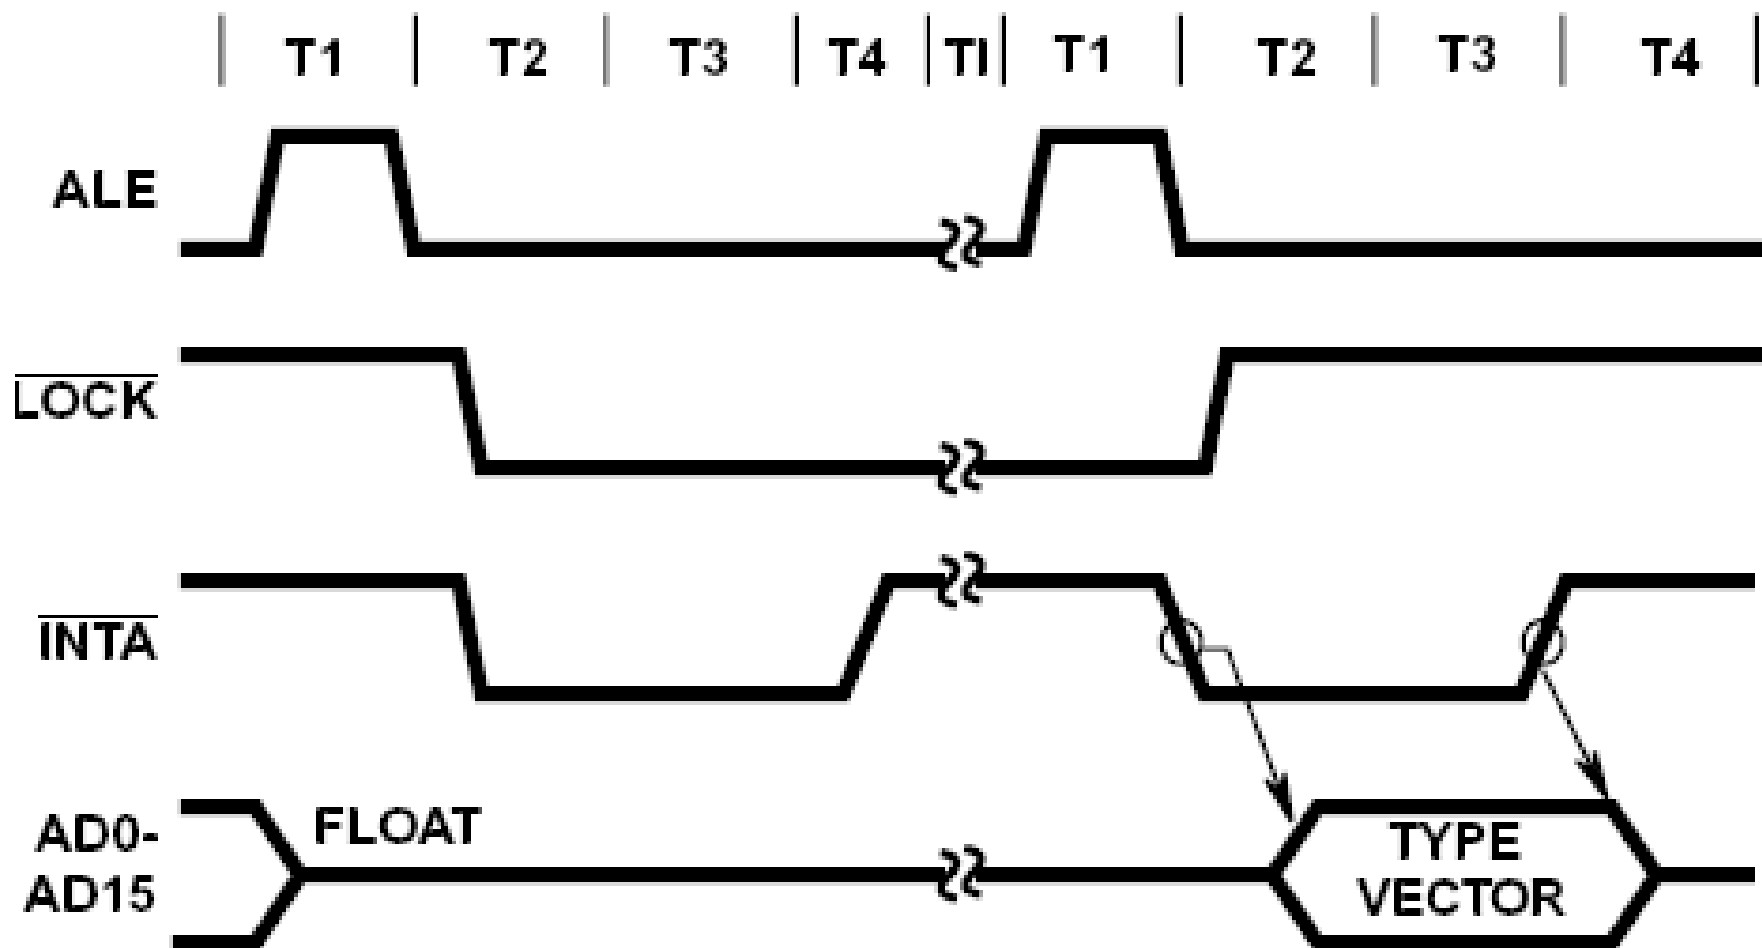 T1 T2 T3 T4 TI T1 T2 T3 T4
ALE
LOCK
INTA
AD0-
AD15
FLOAT
TYPE
VECTOR